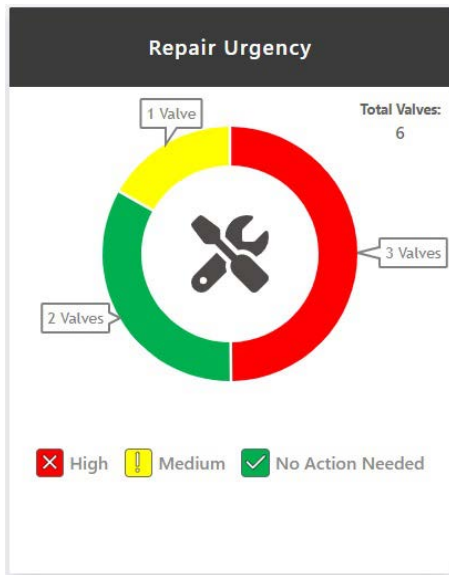 Repair Urgency
1 Valve
Total Valves:
6
3 Valves
2 Valves
High
Medium
No Action Needed